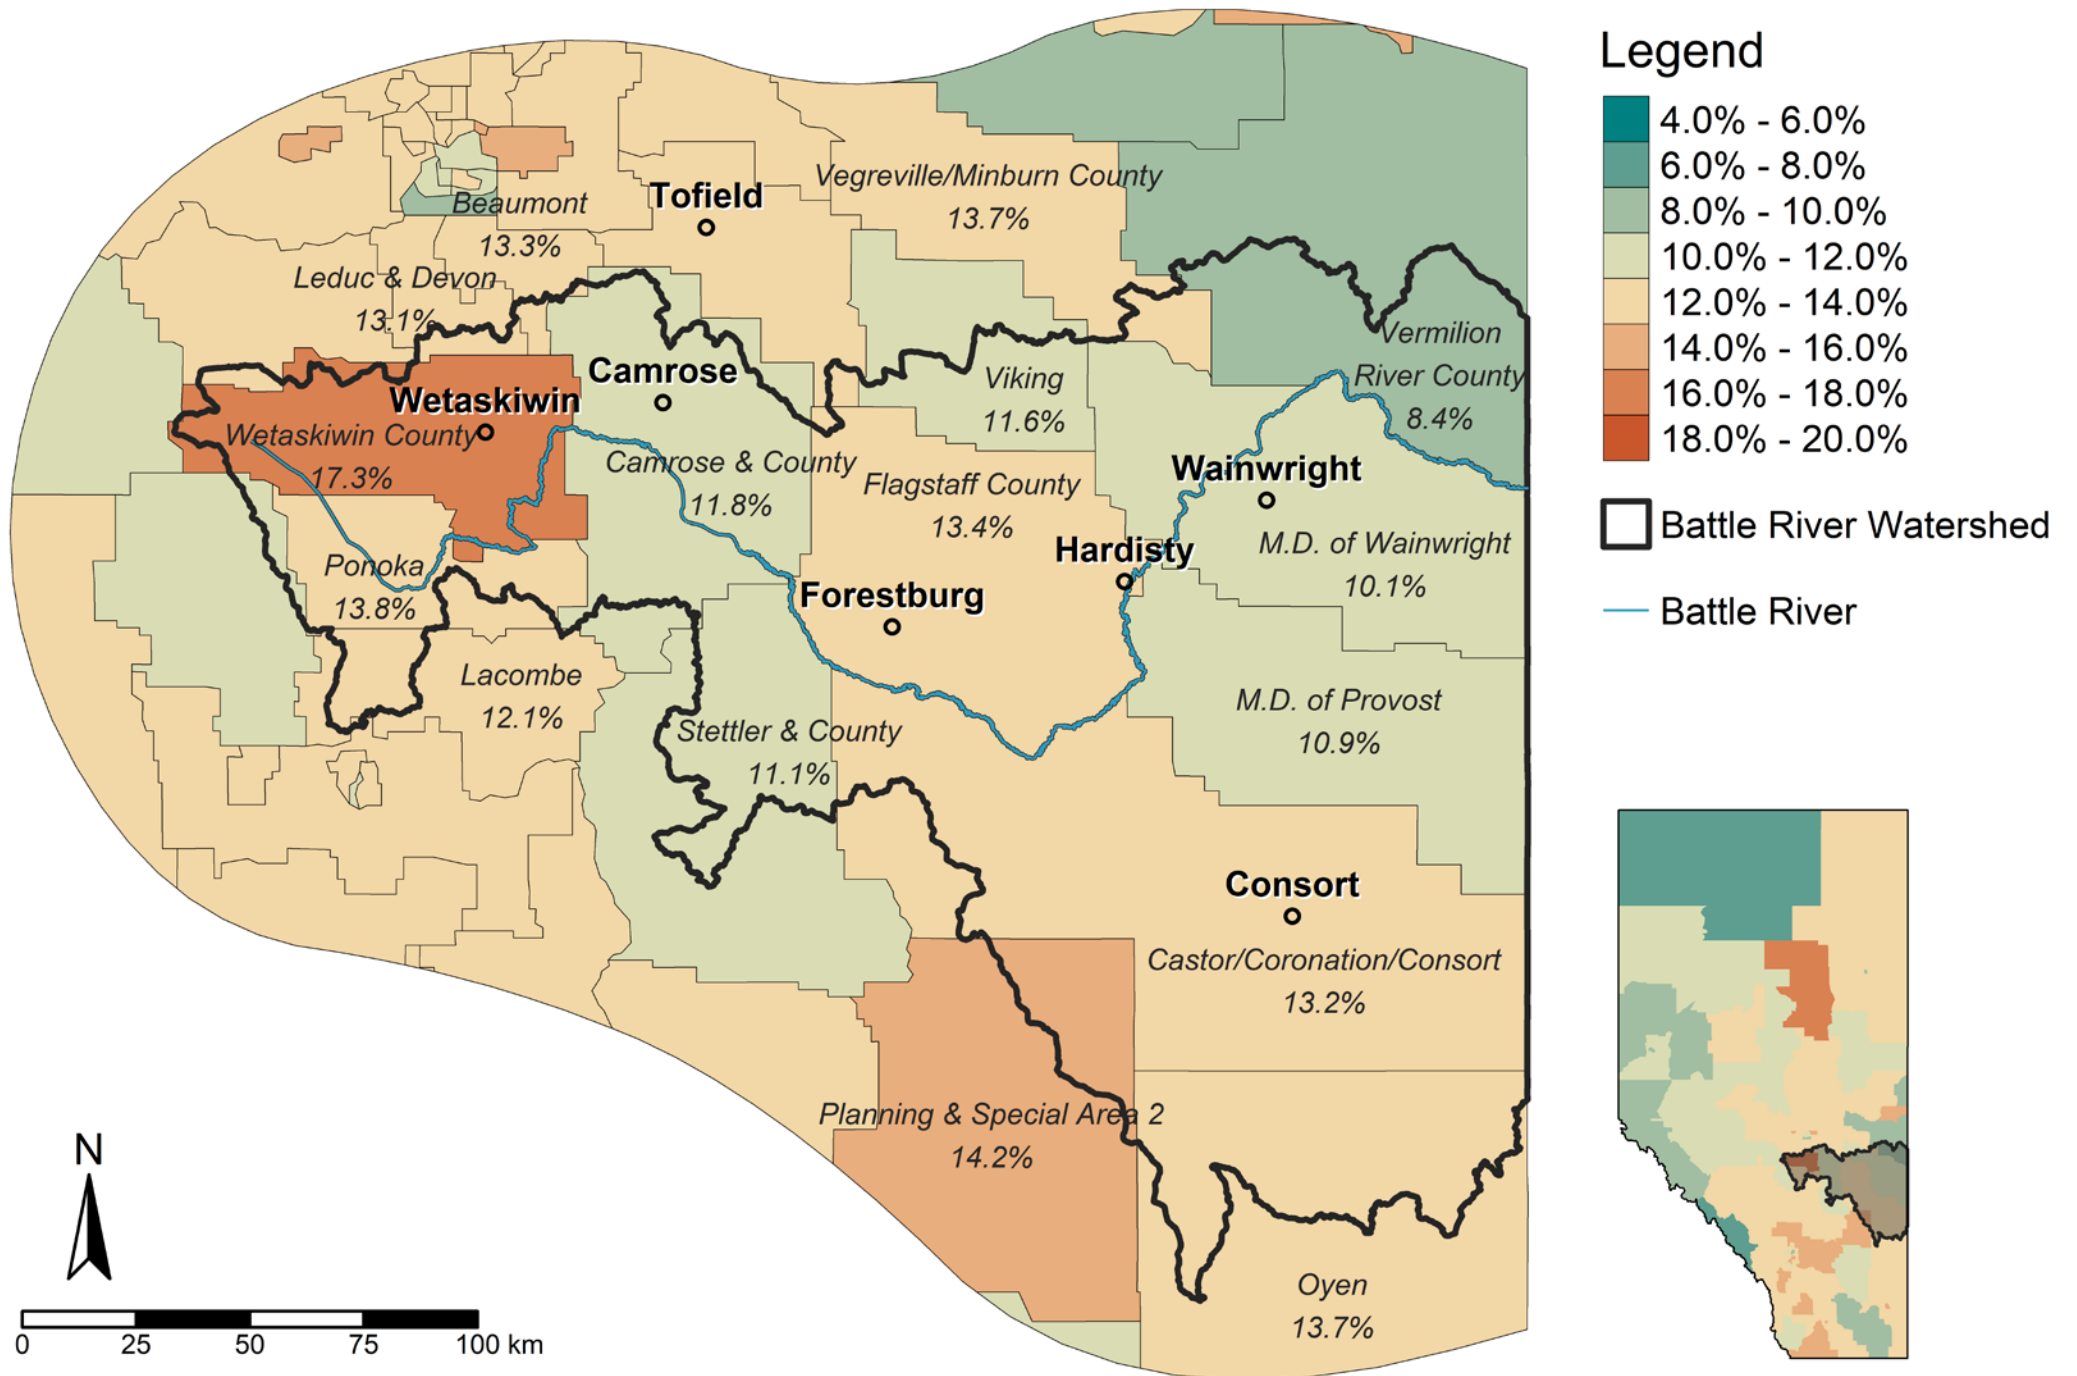 Legend
4.0% - 6.0%
6.0% - 8.0%
8.0% - 10.0%
10.0% - 12.0%
12.0% - 14.0%
14.0% - 16.0%
16.0% - 18.0%
18.0% - 20.0%
Battle River Watershed
Battle River
Vegreville/Minburn County
13.7%
Tofield
Beaumont
13.3%
Leduc & Devon
13.1%
Vermilion
River County
8.4%
Camrose
Viking
11.6%
Wetaskiwin
Wetaskiwin County
17.3%
Camrose & County
11.8%
Flagstaff County
13.4%
Wainwright
M.D. of Wainwright
10.1%
Hardisty
Ponoka
13.8%
Forestburg
Lacombe
12.1%
Stettler & County
11.1%
M.D. of Provost
10.9%
Consort
Castor/Coronation/Consort
13.2%
Planning & Special Area 2
14.2%
Oyen
13.7%
N
0 25 50 75 100 km